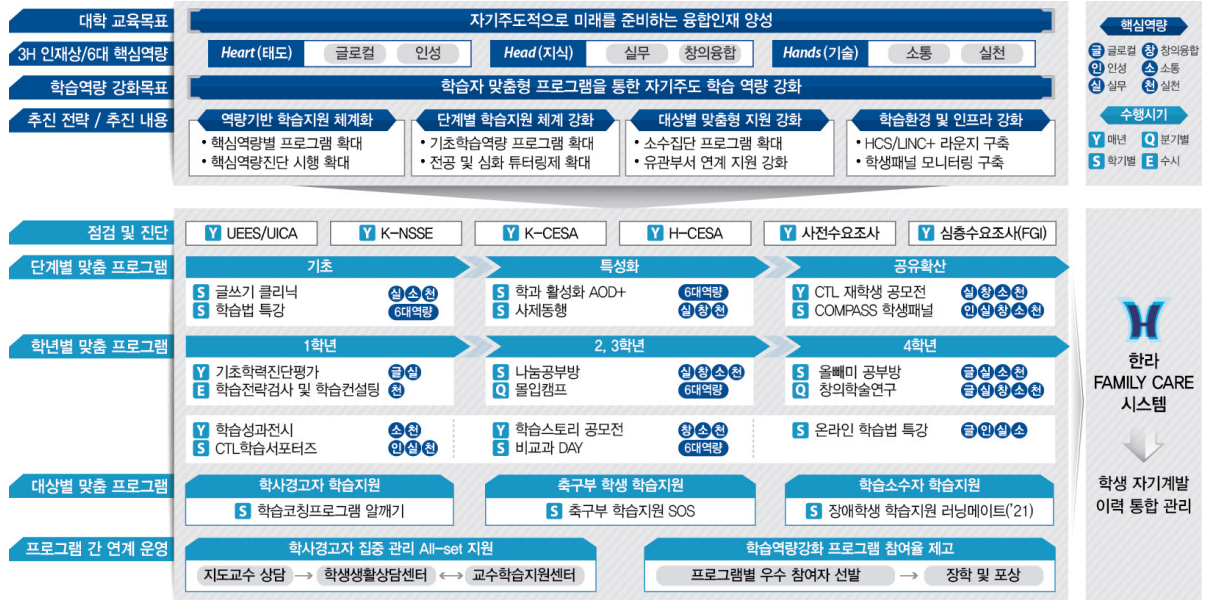 대학 교육목표
자기주도적으로 미래를 준비하는 융합인재 양성
3H 인재상/6대 핵심역량
Heart(태도) 글로컬 인성
Head(지식) 실무 창의융합
Hands(기술) 소통 실천
학습역량 강화목표
학습자 맞춤형 프로그램을 통한 자기주도 학습 역량 강화
추진 전략 / 추진 내용
역량기반 학습지원 체계화
• 핵심역량별 프로그램 확대
• 핵심역량진단 시행 확대
단계별 학습지원 체계 강화
• 기초학습역량 프로그램 확대
• 전공 및 심화 튜터링제 확대
대상별 맞춤형 지원 강화
• 소수집단 프로그램 확대
• 유관부서 연계 지원 강화
학습환경 및 인프라 강화
• HCS/LINC+ 라운지 구축
• 학생패널 모니터링 구축
핵심역량
글 글로컬 창 창의융합
인 인성 소 소통
실 실무 천 실천
수행시기
Y 매년 Q 분기별
S 학기별 E 수시
점검 및 진단
Y UEES/UICA
Y K-NSSE
Y K-CESA
Y H-CESA
Y 사전수요조사
Y 심층수요조사(FGI)
단계별 맞춤 프로그램
기초
특성화
공유확산
S 글쓰기 클리닉 실 소 천
S 학습법 특강 6대역량
S 학과 활성화 AOD+ 6대역량
S 사제동행 실 창 천
Y CTL 재학생 공모전 실 창 소 천
S COMPASS 학생패널 인 실 창 소 천
학년별 맞춤 프로그램
1학년
2, 3학년
4학년
Y 기초학력진단평가 글 실
E 학습전략검사 및 학습컨설팅 천
S 나눔공부방 실 창 소 천
Q 몰입캠프 6대역량
S 올빼미 공부방 글 실 소 천
Q 창의학술연구 글 실 창 소 천
Y 학습성과전시 소 천
S CTL학습서포터즈 인 실 천
Y 학습스토리 공모전 창 소 천
S 비교과 DAY 6대역량
S 온라인 학습법 특강 글 인 실 소
대상별 맞춤 프로그램
학사경고자 학습지원
S 학습코칭프로그램 알깨기
축구부 학생 학습지원
S 축구부 학습지원 SOS
학습소수자 학습지원
S 장애학생 학습지원 러닝메이트('21)
프로그램 간 연계 운영
학사경고자 집중 관리 All-set 지원
지도교수 상담 → 학생생활상담센터 ↔ 교수학습지원센터
학습역량강화 프로그램 참여율 제고
프로그램별 우수 참여자 선발 → 장학 및 포상
한라
FAMILY CARE
시스템
학생 자기계발
이력 통합 관리